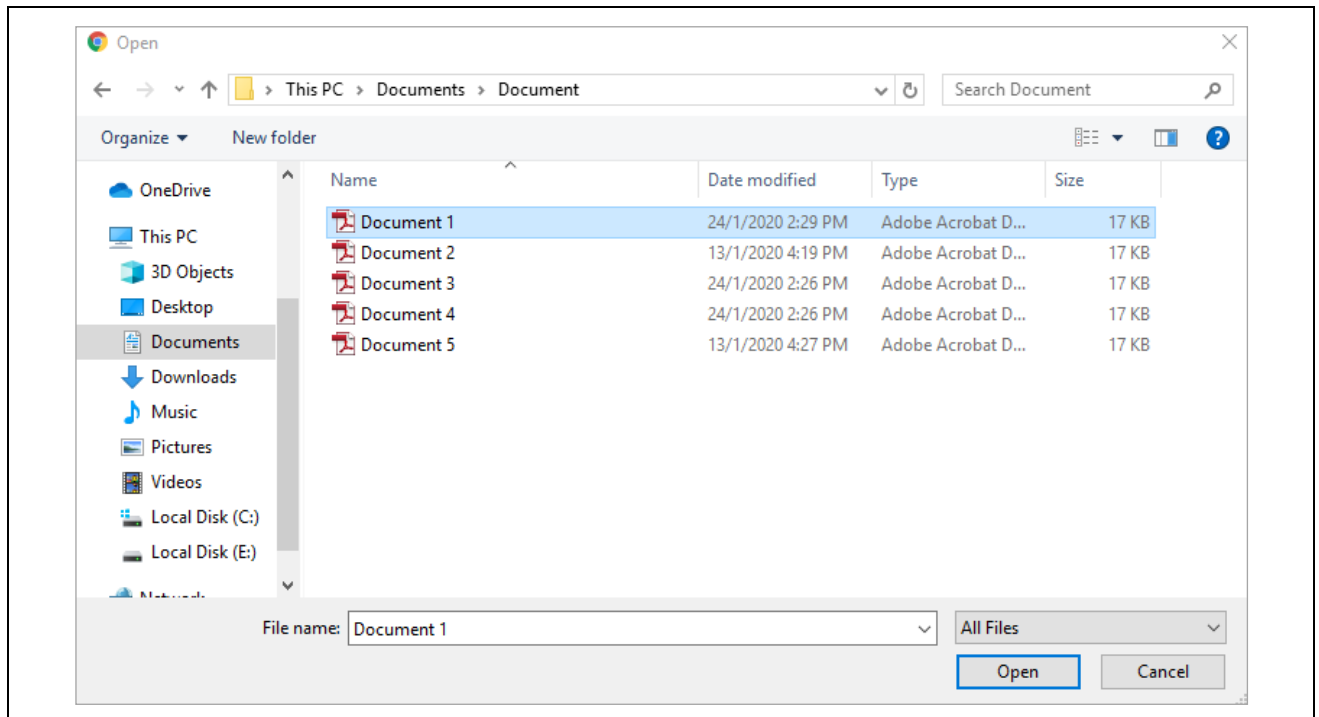 Open
This PC > Documents > Document
Search Document
Organize
New folder
Name
Date modified
Type
Size
OneDrive
This PC
3D Objects
Desktop
Documents
Downloads
Music
Pictures
Videos
Local Disk (C:)
Local Disk (E:)
Network
Document 1 24/1/2020 2:29 PM Adobe Acrobat D... 17 KB
Document 2 13/1/2020 4:19 PM Adobe Acrobat D... 17 KB
Document 3 24/1/2020 2:26 PM Adobe Acrobat D... 17 KB
Document 4 24/1/2020 2:26 PM Adobe Acrobat D... 17 KB
Document 5 13/1/2020 4:27 PM Adobe Acrobat D... 17 KB
File name: Document 1
All Files
Open
Cancel